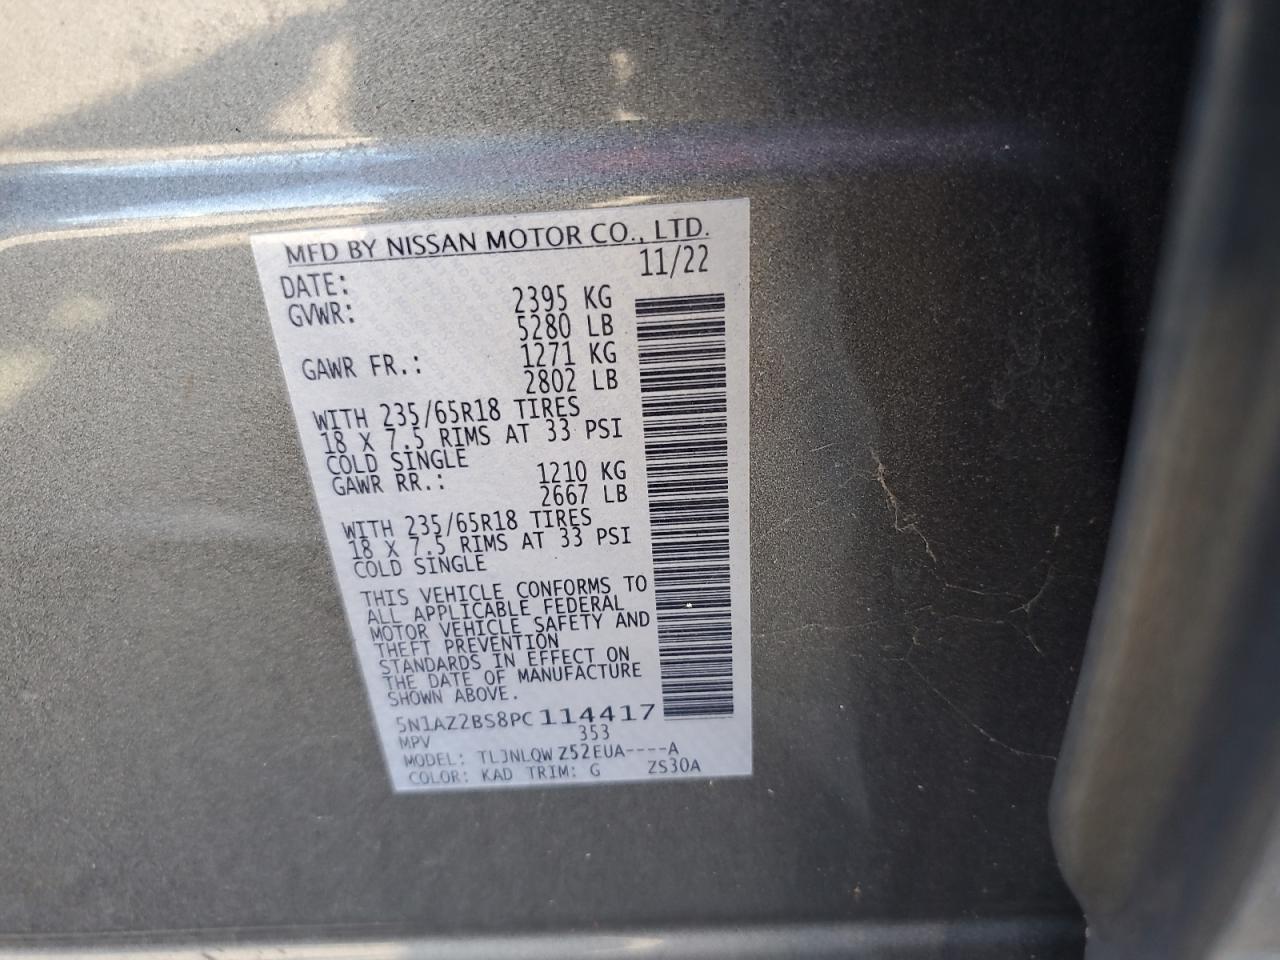 MFD BY NISSAN MOTOR CO., LTD.
DATE: 11/22
GVWR: 2395 KG
5280 LB
GAWR FR.: 1271 KG
2802 LB
WITH 235/65R18 TIRES
18 X 7.5 RIMS AT 33 PSI
COLD SINGLE
GAWR RR.: 1210 KG
2667 LB
WITH 235/65R18 TIRES
18 X 7.5 RIMS AT 33 PSI
COLD SINGLE
THIS VEHICLE CONFORMS TO
ALL APPLICABLE FEDERAL
MOTOR VEHICLE SAFETY AND
THEFT PREVENTION
STANDARDS IN EFFECT ON
THE DATE OF MANUFACTURE
SHOWN ABOVE.
5N1AZ2BS8PC114417
MPV 353
MODEL: TLJNLQW Z52EUA----A
COLOR: KAD TRIM: G ZS30A